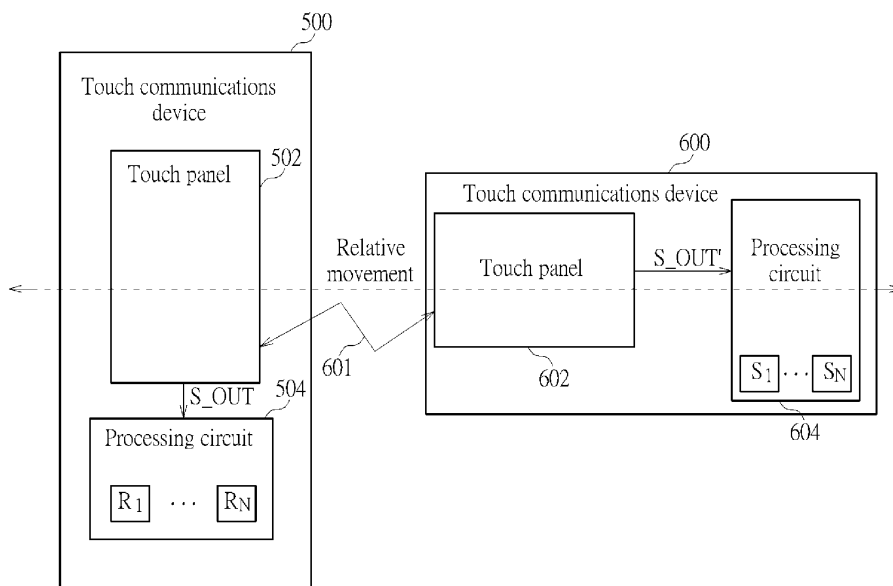 500
Touch communications
device
502
Touch panel
S_OUT
504
Processing circuit
R1 ... RN
Relative
movement
601
600
Touch communications device
Touch panel
602
S_OUT'
Processing
circuit
S1 ... SN
604